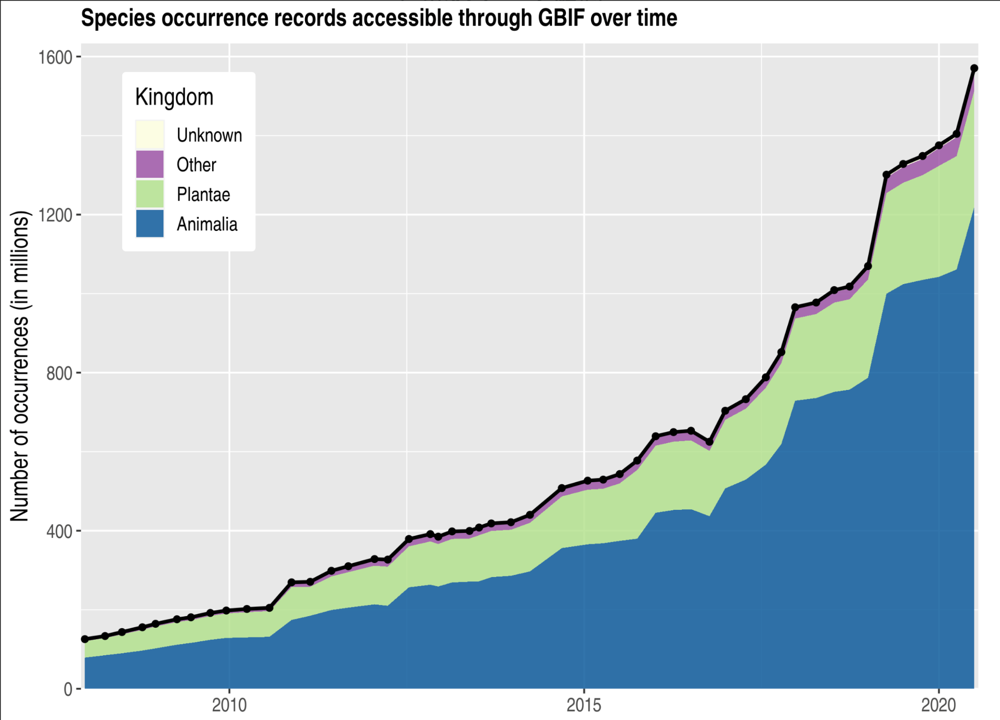 Species occurrence records accessible through GBIF over time
Number of occurrences (in millions)
1600
1200
800
400
0
Kingdom
Unknown
Other
Plantae
Animalia
2010
2015
2020